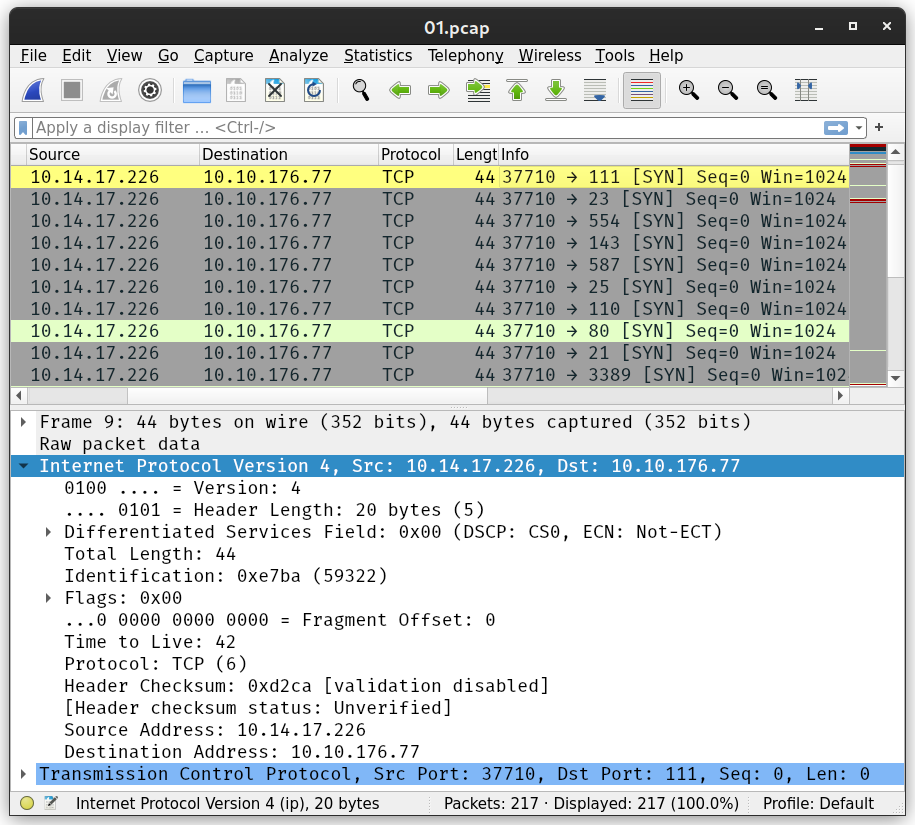 01.pcap
File Edit View Go Capture Analyze Statistics Telephony Wireless Tools Help
Apply a display filter … <Ctrl-/>
Source Destination Protocol Lengt Info
10.14.17.226 10.10.176.77 TCP 44 37710 → 111 [SYN] Seq=0 Win=1024
10.14.17.226 10.10.176.77 TCP 44 37710 → 23 [SYN] Seq=0 Win=1024
10.14.17.226 10.10.176.77 TCP 44 37710 → 554 [SYN] Seq=0 Win=1024
10.14.17.226 10.10.176.77 TCP 44 37710 → 143 [SYN] Seq=0 Win=1024
10.14.17.226 10.10.176.77 TCP 44 37710 → 587 [SYN] Seq=0 Win=1024
10.14.17.226 10.10.176.77 TCP 44 37710 → 25 [SYN] Seq=0 Win=1024
10.14.17.226 10.10.176.77 TCP 44 37710 → 110 [SYN] Seq=0 Win=1024
10.14.17.226 10.10.176.77 TCP 44 37710 → 80 [SYN] Seq=0 Win=1024
10.14.17.226 10.10.176.77 TCP 44 37710 → 21 [SYN] Seq=0 Win=1024
10.14.17.226 10.10.176.77 TCP 44 37710 → 3389 [SYN] Seq=0 Win=102
Frame 9: 44 bytes on wire (352 bits), 44 bytes captured (352 bits)
Raw packet data
Internet Protocol Version 4, Src: 10.14.17.226, Dst: 10.10.176.77
0100 .... = Version: 4
.... 0101 = Header Length: 20 bytes (5)
Differentiated Services Field: 0x00 (DSCP: CS0, ECN: Not-ECT)
Total Length: 44
Identification: 0xe7ba (59322)
Flags: 0x00
...0 0000 0000 0000 = Fragment Offset: 0
Time to Live: 42
Protocol: TCP (6)
Header Checksum: 0xd2ca [validation disabled]
[Header checksum status: Unverified]
Source Address: 10.14.17.226
Destination Address: 10.10.176.77
Transmission Control Protocol, Src Port: 37710, Dst Port: 111, Seq: 0, Len: 0
Internet Protocol Version 4 (ip), 20 bytes Packets: 217 · Displayed: 217 (100.0%) Profile: Default